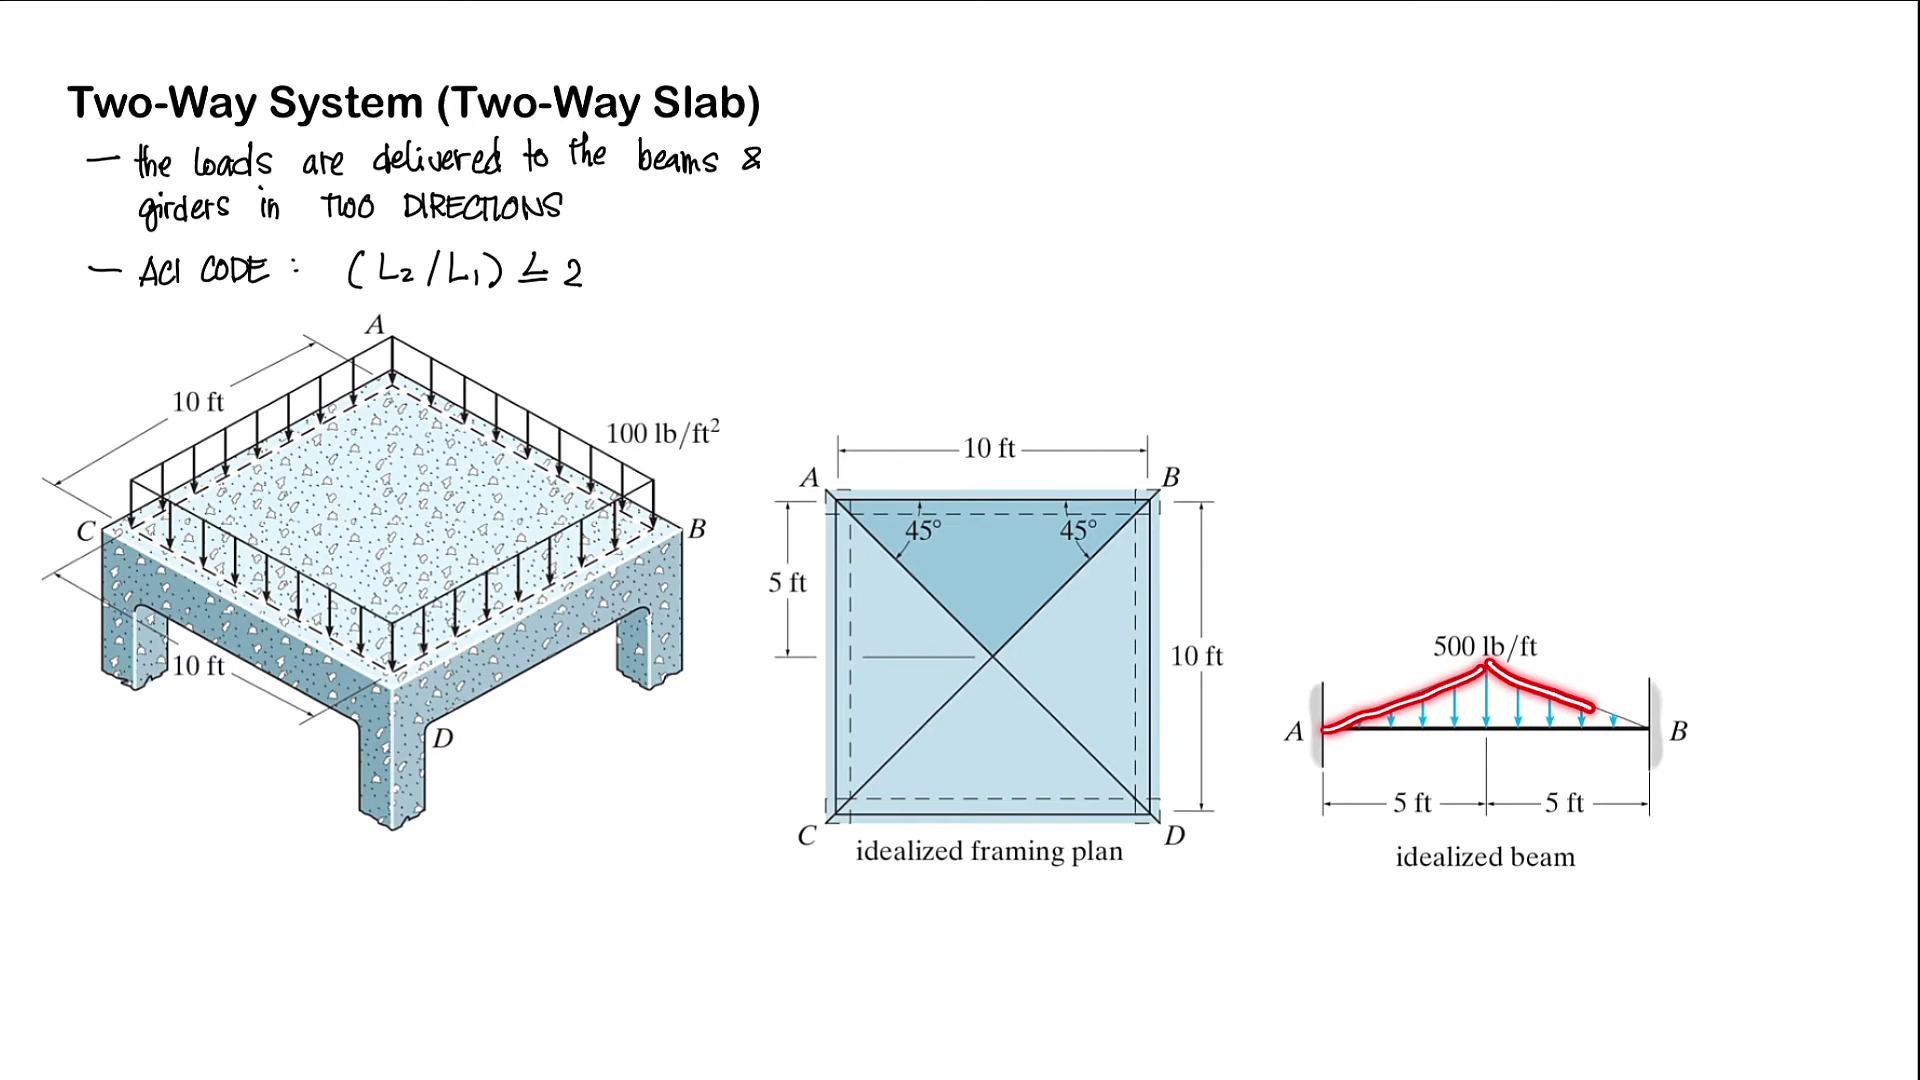 Two-Way System (Two-Way Slab)
— the loads are delivered to the beams &
girders in TWO DIRECTIONS
— ACI CODE : (L₂/L₁) ≤ 2
A
10 ft
100 lb/ft²
C
B
10 ft
D
10 ft
A
B
45°
45°
5 ft
10 ft
C
D
idealized framing plan
500 lb/ft
A
B
5 ft
5 ft
idealized beam